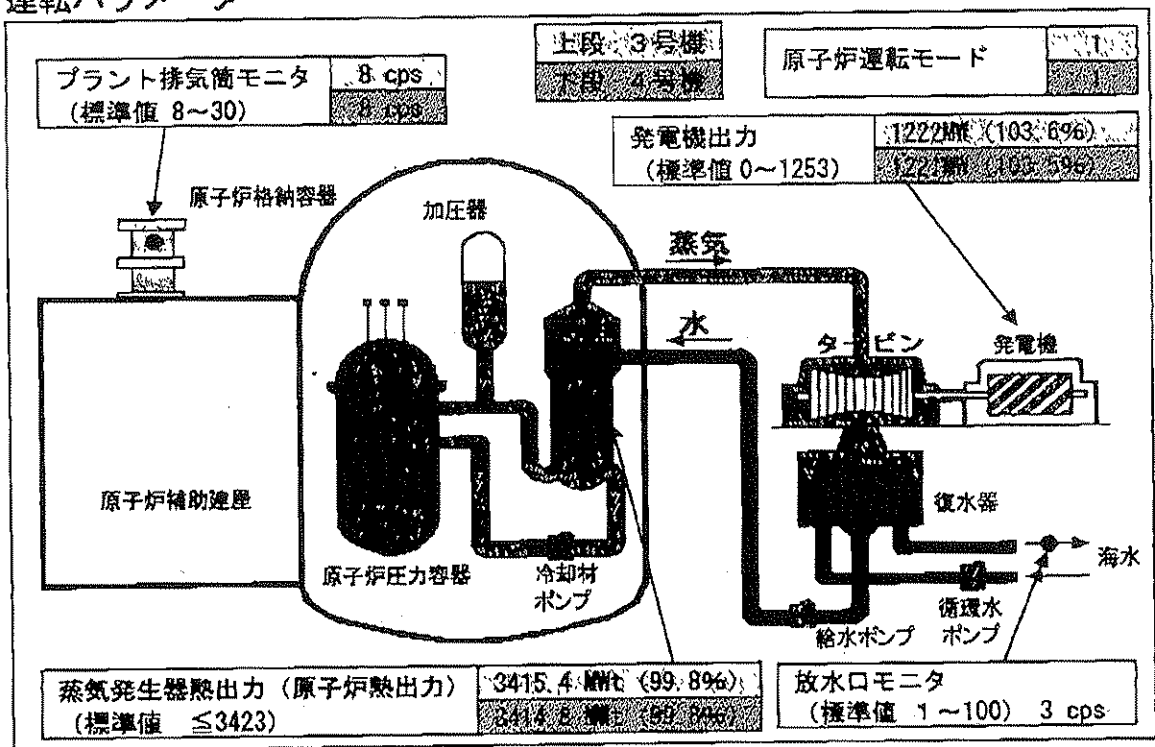 運転パラメータ
上段 3号機
下段 4号機
原子炉運転モード
1
1
プラント排気筒モニタ
(標準値 8～30)
8 cps
8 cps
発電機出力
(標準値 0～1253)
1222MW (103.6%)
1221MW (103.5%)
原子炉格納容器
加圧器
蒸気
水
タービン
発電機
原子炉補助建屋
原子炉圧力容器
冷却材
ポンプ
復水器
海水
循環水
ポンプ
給水ポンプ
蒸気発生器熱出力（原子炉熱出力）
(標準値 ≦3423)
3415.4 MWt (99.8%)
(99.8%)
放水口モニタ
(標準値 1～100) 3 cps